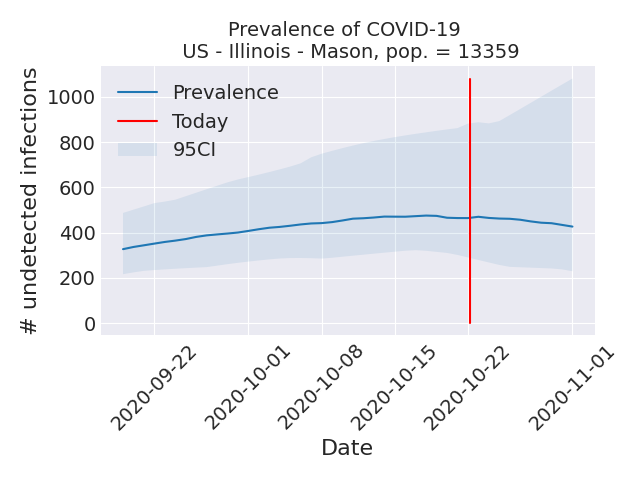 Prevalence of COVID-19
US - Illinois - Mason, pop. = 13359
# undetected infections
1000
800
600
400
200
0
Prevalence
Today
95CI
2020-09-22
2020-10-01
2020-10-08
2020-10-15
2020-10-22
2020-11-01
Date